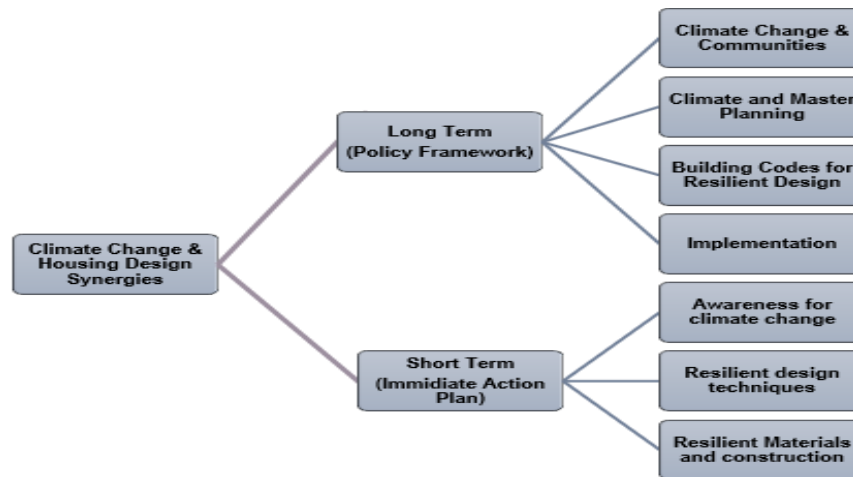 Climate Change &
Communities
Climate and Master
Planning
Long Term
(Policy Framework)
Building Codes for
Resilient Design
Implementation
Climate Change &
Housing Design
Synergies
Awareness for
climate change
Short Term
(Immidiate Action
Plan)
Resilient design
techniques
Resilient Materials
and construction